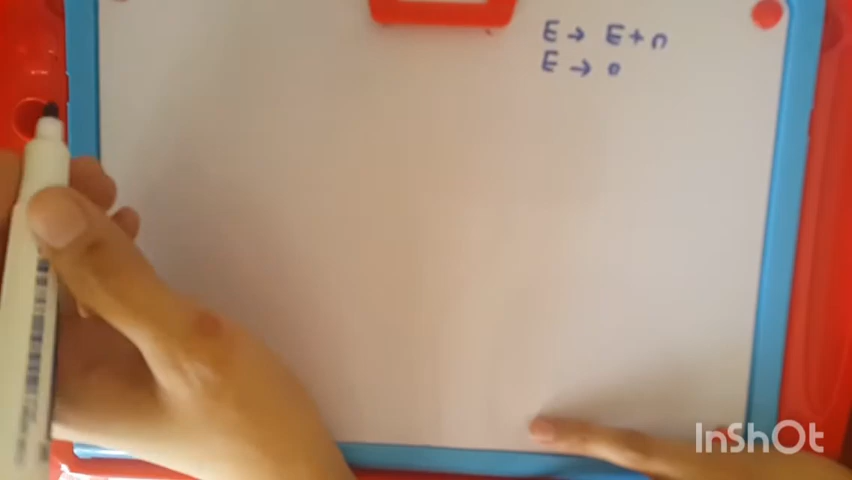 E → E + n
E → n
InShOt